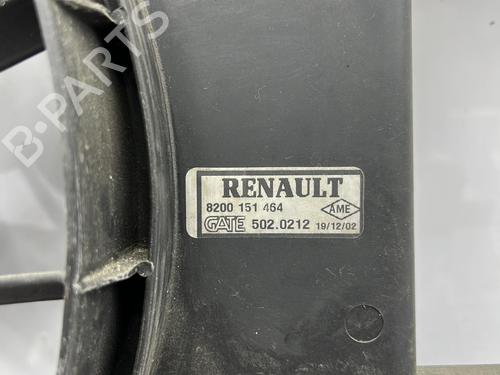 B-PARTS
RENAULT
8200 151 464
AME
GATE 502.0212 19/12/02